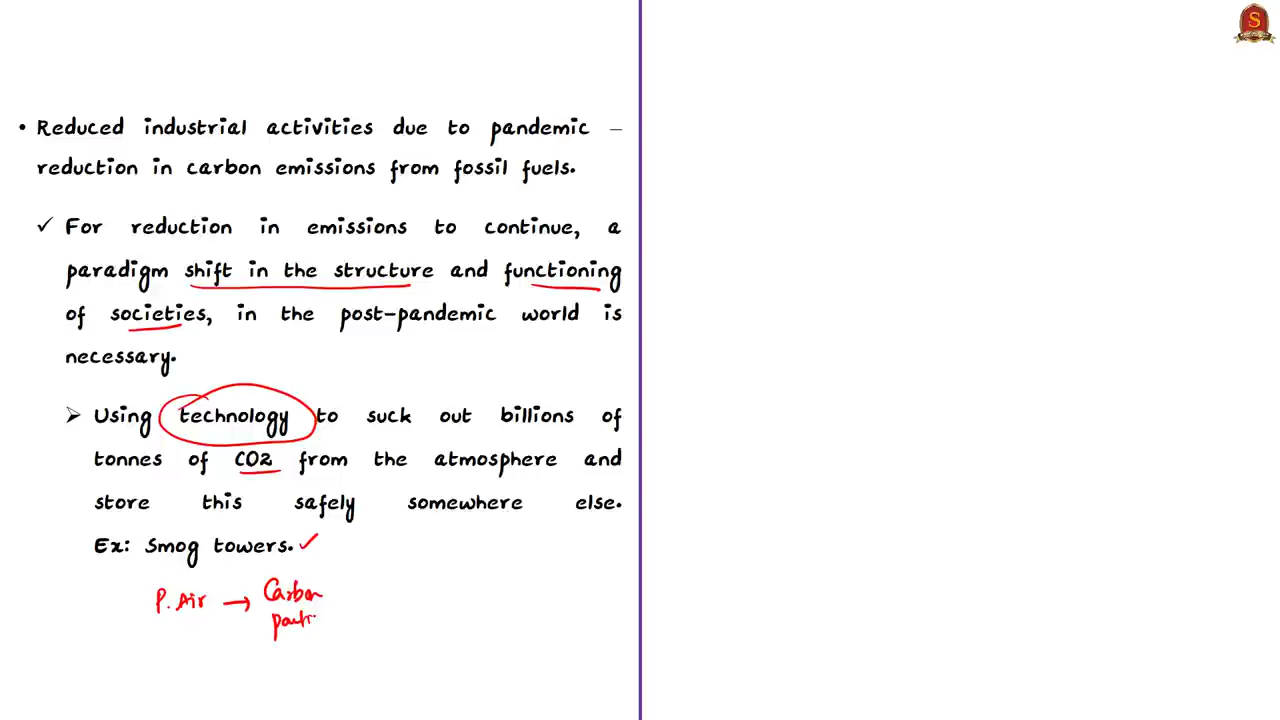 • Reduced industrial activities due to pandemic –
reduction in carbon emissions from fossil fuels.
✓ For reduction in emissions to continue, a
paradigm shift in the structure and functioning
of societies, in the post-pandemic world is
necessary.
➤ Using technology to suck out billions of
tonnes of CO2 from the atmosphere and
store this safely somewhere else.
Ex: Smog towers.
P. Air → Carbon
part
S